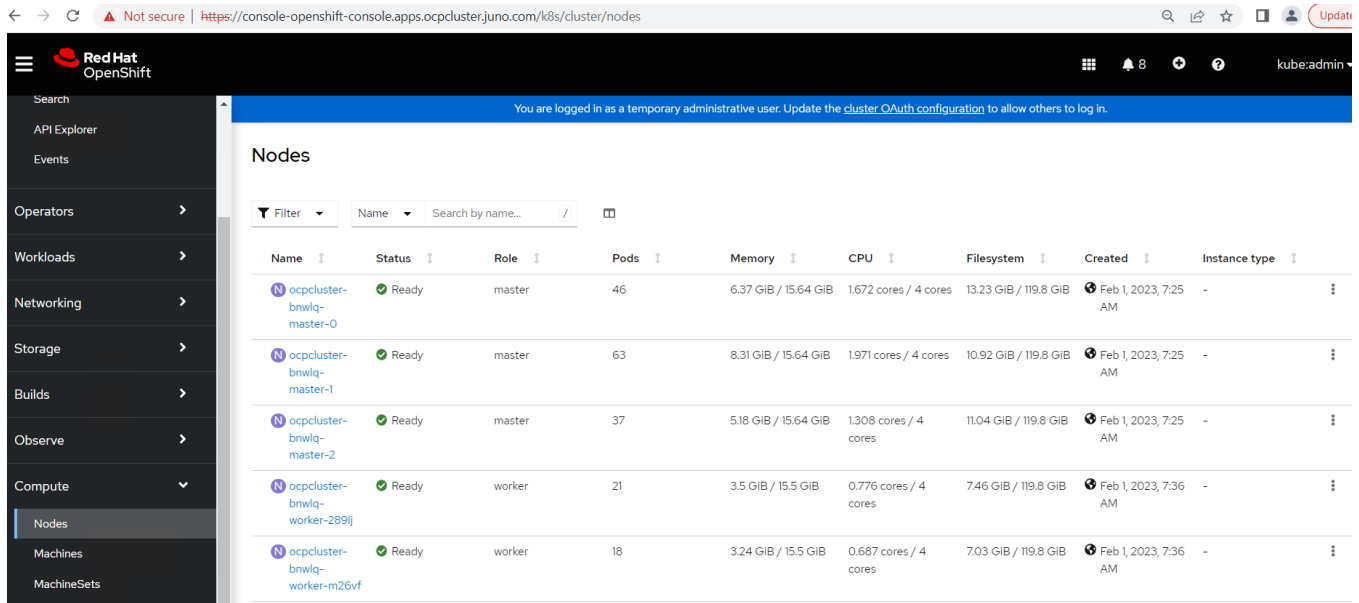 Not secure | https://console-openshift-console.apps.ocpcluster.juno.com/k8s/cluster/nodes
Update
Red Hat
OpenShift
8
kube:admin
You are logged in as a temporary administrative user. Update the cluster OAuth configuration to allow others to log in.
Search
API Explorer
Events
Operators
Workloads
Networking
Storage
Builds
Observe
Compute
Nodes
Machines
MachineSets
Nodes
Filter Name Search by name... /
Name Status Role Pods Memory CPU Filesystem Created Instance type
N ocpcluster- Ready master 46 6.37 GiB / 15.64 GiB 1.672 cores / 4 cores 13.23 GiB / 119.8 GiB Feb 1, 2023, 7:25 -
bnwlq- AM
master-0
N ocpcluster- Ready master 63 8.31 GiB / 15.64 GiB 1.971 cores / 4 cores 10.92 GiB / 119.8 GiB Feb 1, 2023, 7:25 -
bnwlq- AM
master-1
N ocpcluster- Ready master 37 5.18 GiB / 15.64 GiB 1.308 cores / 4 11.04 GiB / 119.8 GiB Feb 1, 2023, 7:25 -
bnwlq- cores AM
master-2
N ocpcluster- Ready worker 21 3.5 GiB / 15.5 GiB 0.776 cores / 4 7.46 GiB / 119.8 GiB Feb 1, 2023, 7:36 -
bnwlq- cores AM
worker-289lj
N ocpcluster- Ready worker 18 3.24 GiB / 15.5 GiB 0.687 cores / 4 7.03 GiB / 119.8 GiB Feb 1, 2023, 7:36 -
bnwlq- cores AM
worker-m26vf